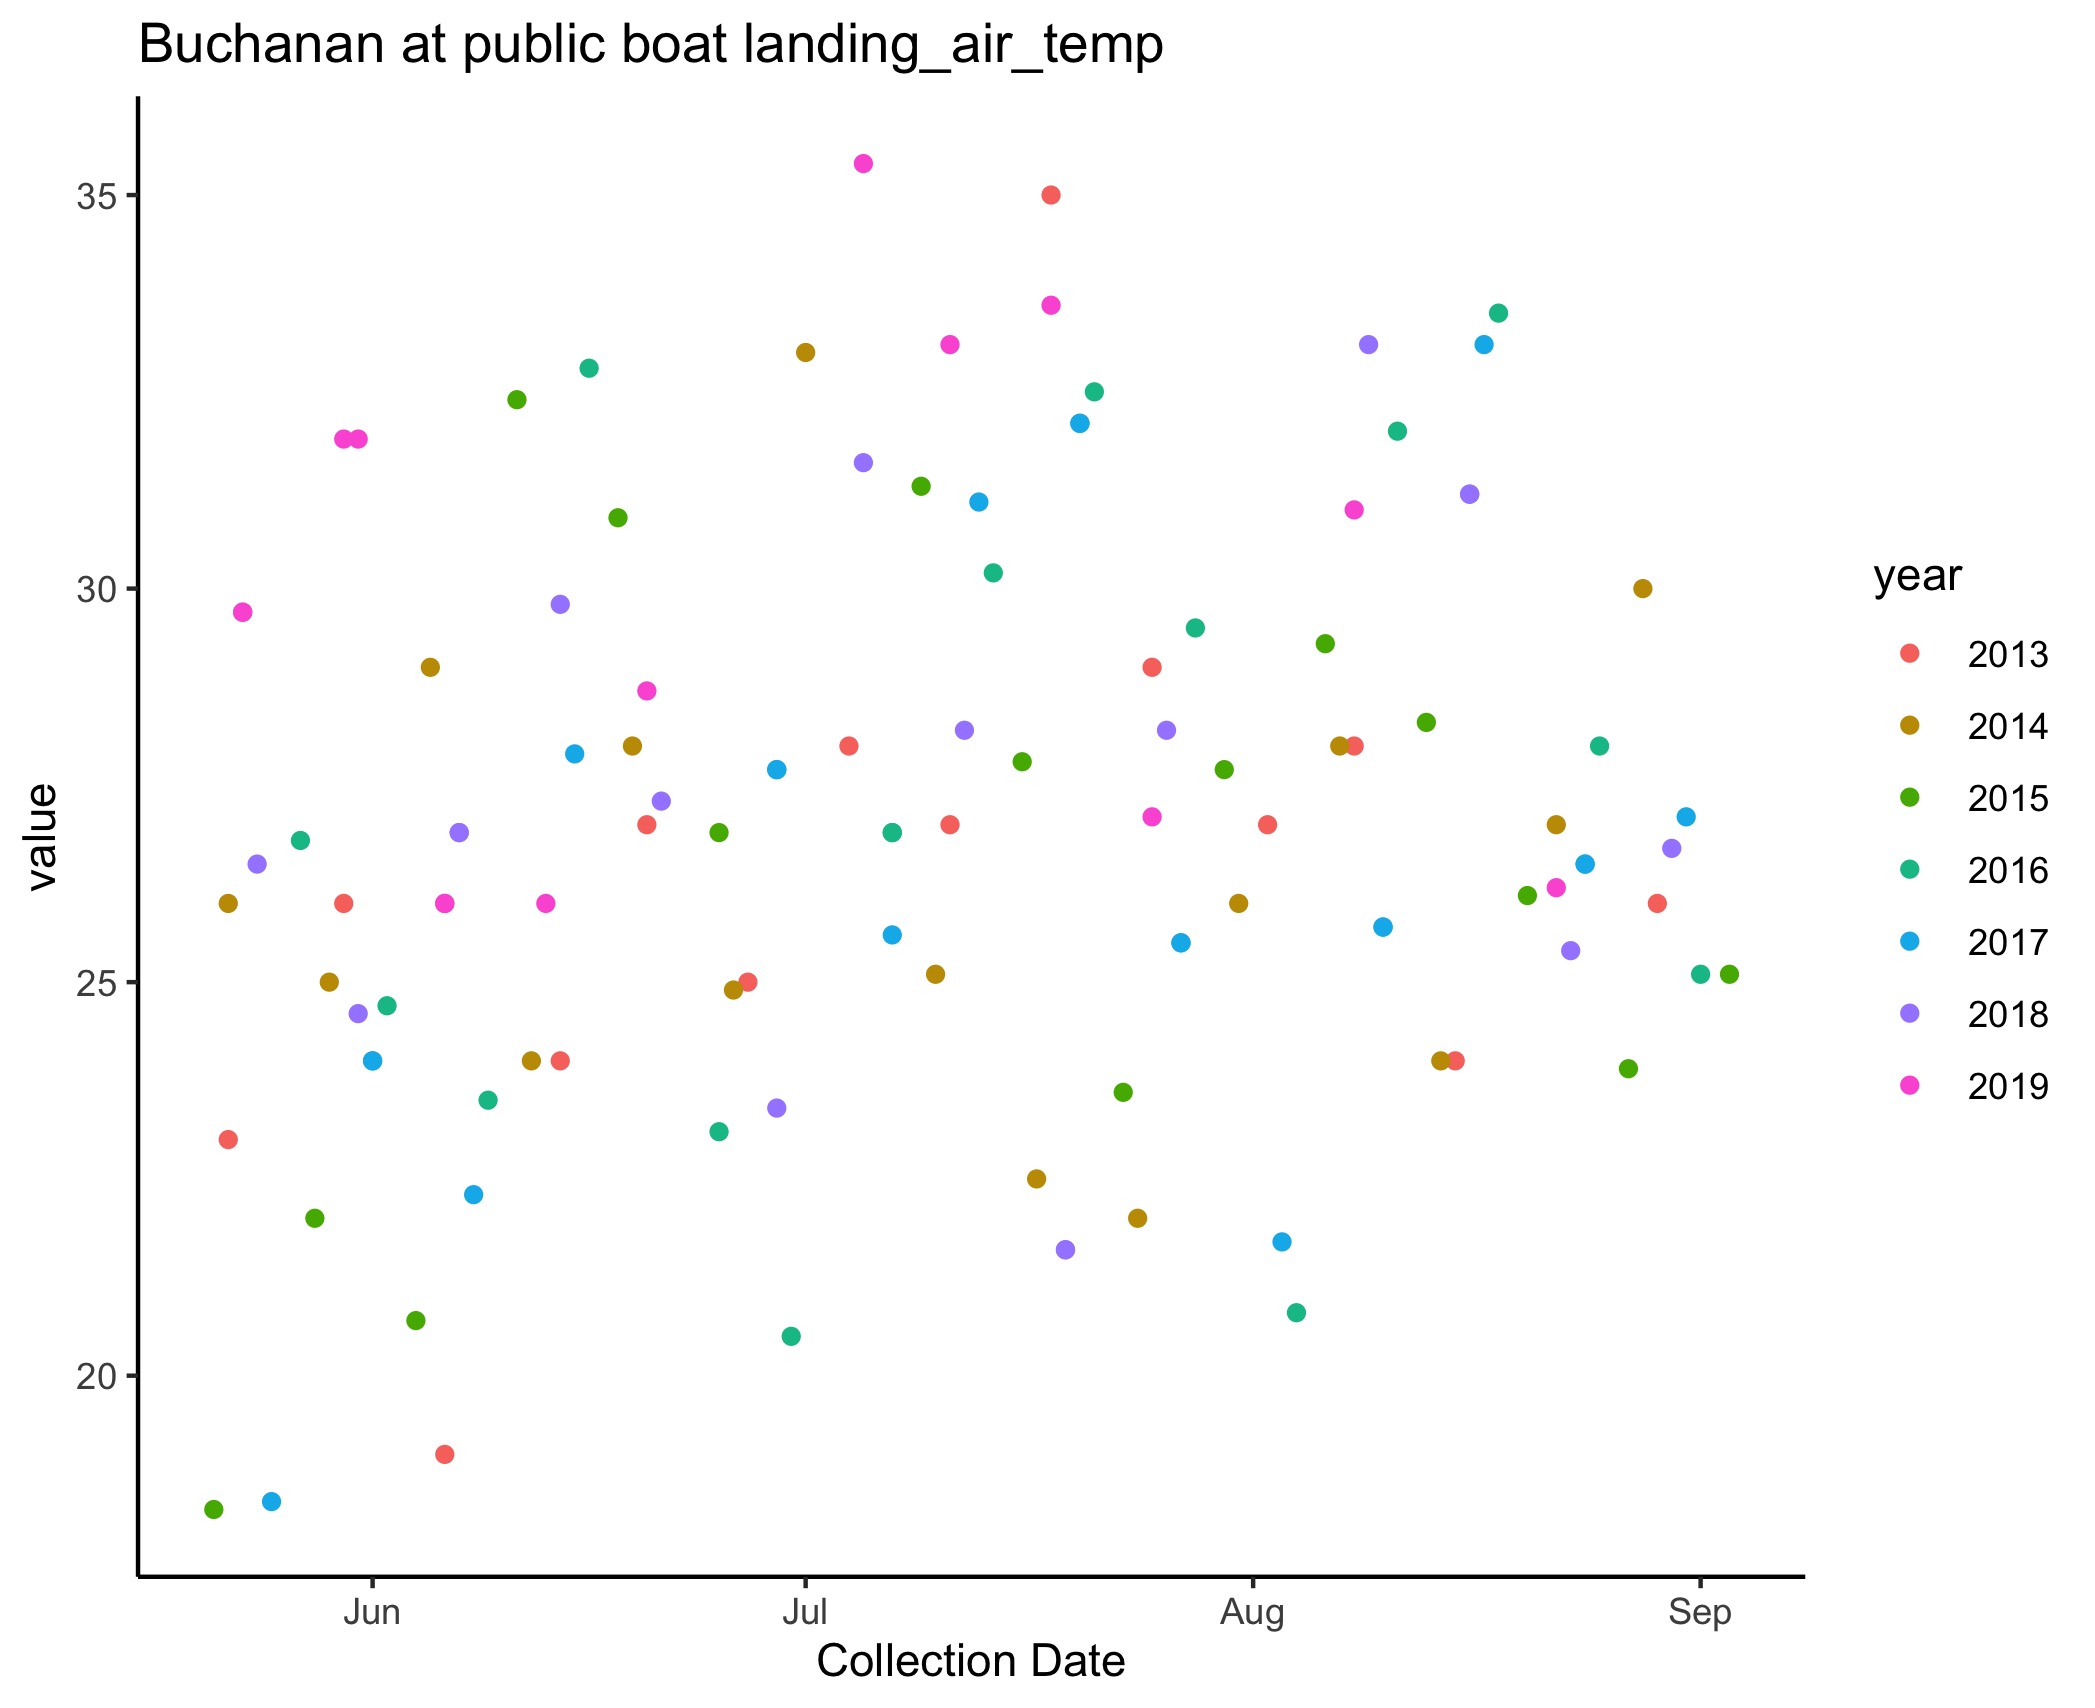 Buchanan at public boat landing_air_temp
35
30
25
20
value
Jun Jul Aug Sep
Collection Date
year
2013
2014
2015
2016
2017
2018
2019